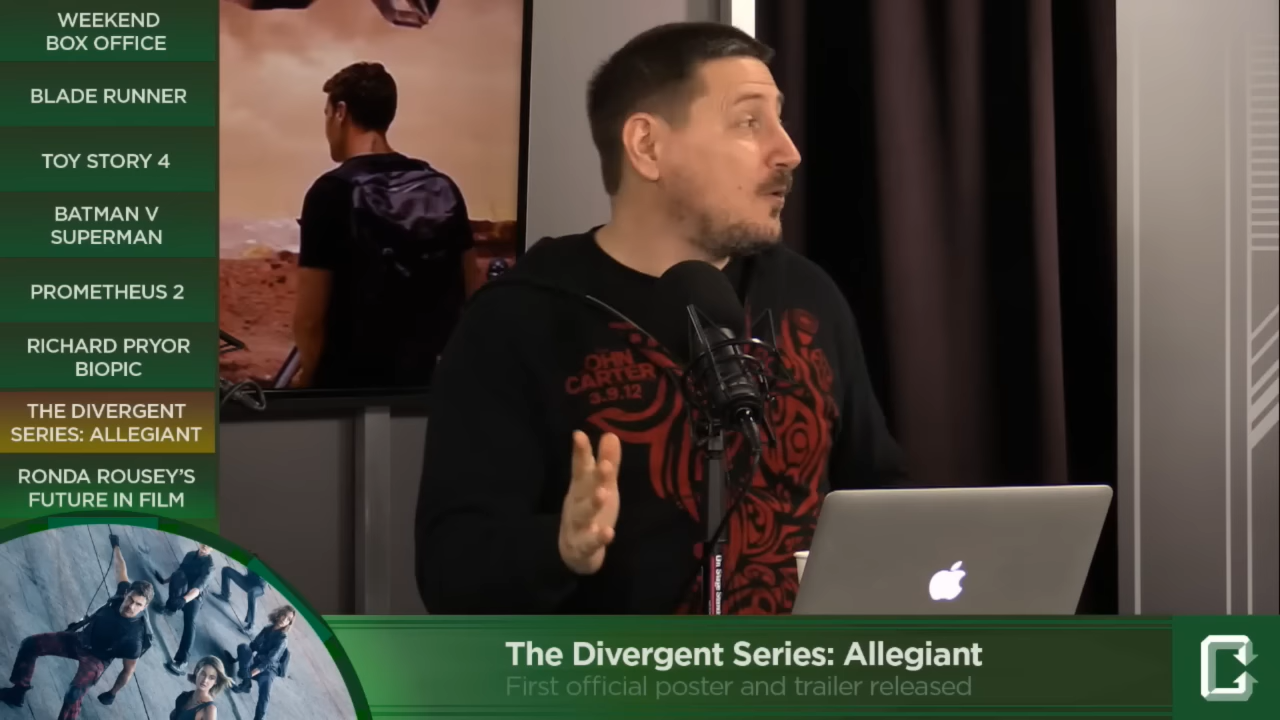 WEEKEND
BOX OFFICE
BLADE RUNNER
TOY STORY 4
BATMAN V
SUPERMAN
PROMETHEUS 2
RICHARD PRYOR
BIOPIC
THE DIVERGENT
SERIES: ALLEGIANT
RONDA ROUSEY'S
FUTURE IN FILM
JOHN
CARTER
3.9.12
The Divergent Series: Allegiant
First official poster and trailer released